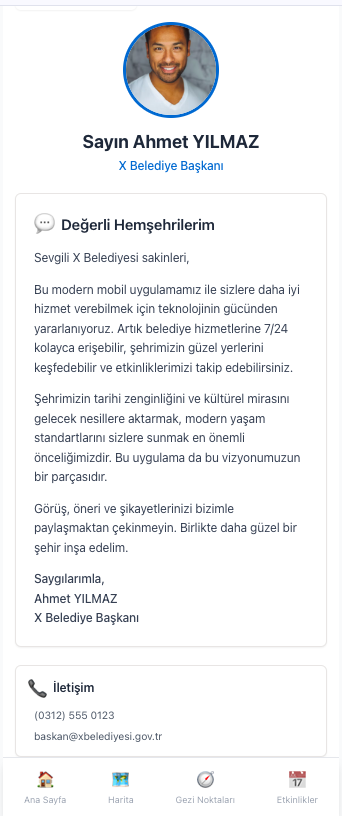 Sayın Ahmet YILMAZ
X Belediye Başkanı
Değerli Hemşehrilerim
Sevgili X Belediyesi sakinleri,
Bu modern mobil uygulamamız ile sizlere daha iyi
hizmet verebilmek için teknolojinin gücünden
yararlanıyoruz. Artık belediye hizmetlerine 7/24
kolayca erişebilir, şehrimizin güzel yerlerini
keşfedebilir ve etkinliklerimizi takip edebilirsiniz.
Şehrimizin tarihi zenginliğini ve kültürel mirasını
gelecek nesillere aktarmak, modern yaşam
standartlarını sizlere sunmak en önemli
önceliğimizdir. Bu uygulama da bu vizyonumuzun
bir parçasıdır.
Görüş, öneri ve şikayetlerinizi bizimle
paylaşmaktan çekinmeyin. Birlikte daha güzel bir
şehir inşa edelim.
Saygılarımla,
Ahmet YILMAZ
X Belediye Başkanı
İletişim
(0312) 555 0123
baskan@xbelediyesi.gov.tr
Ana Sayfa
Harita
Gezi Noktaları
Etkinlikler